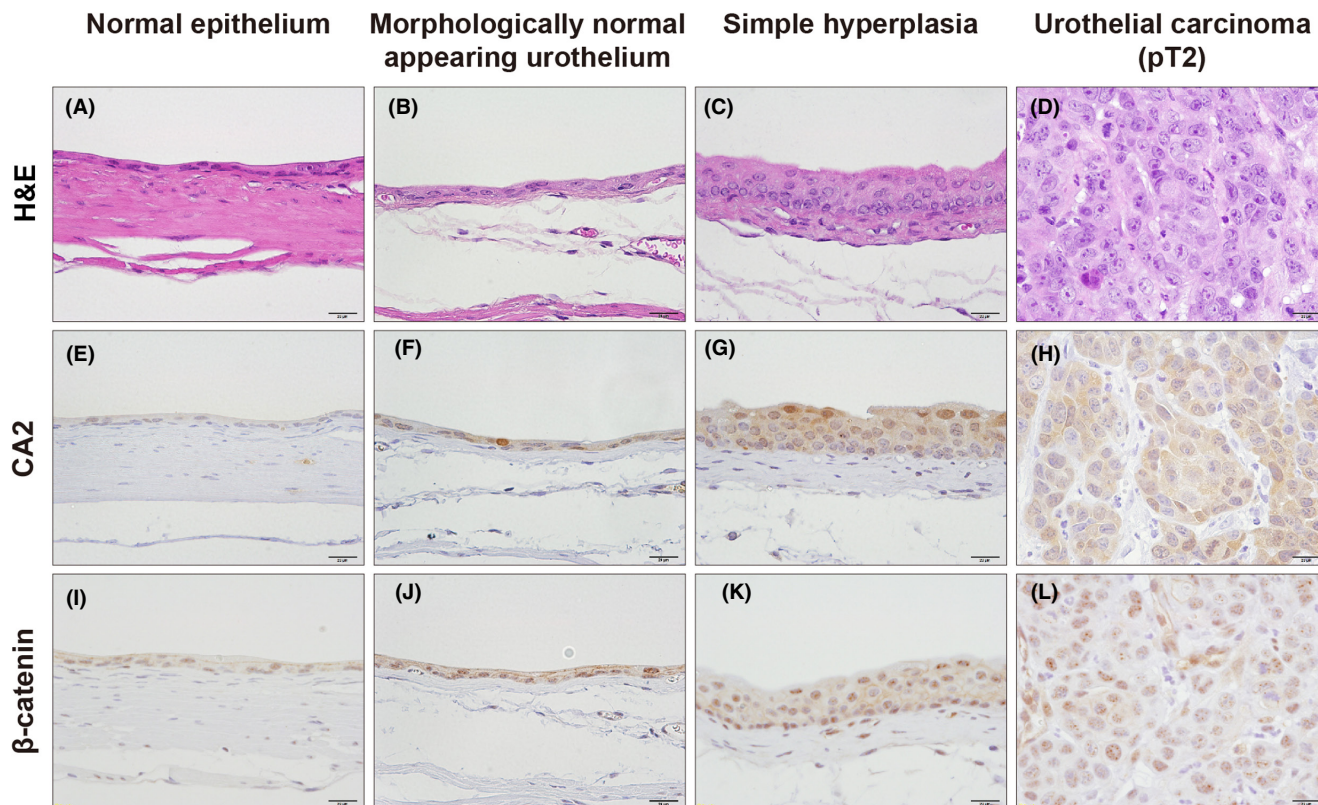 Normal epithelium
Morphologically normal
appearing urothelium
Simple hyperplasia
Urothelial carcinoma
(pT2)
H&E
(A)
(B)
(C)
(D)
CA2
(E)
(F)
(G)
(H)
β-catenin
(I)
(J)
(K)
(L)